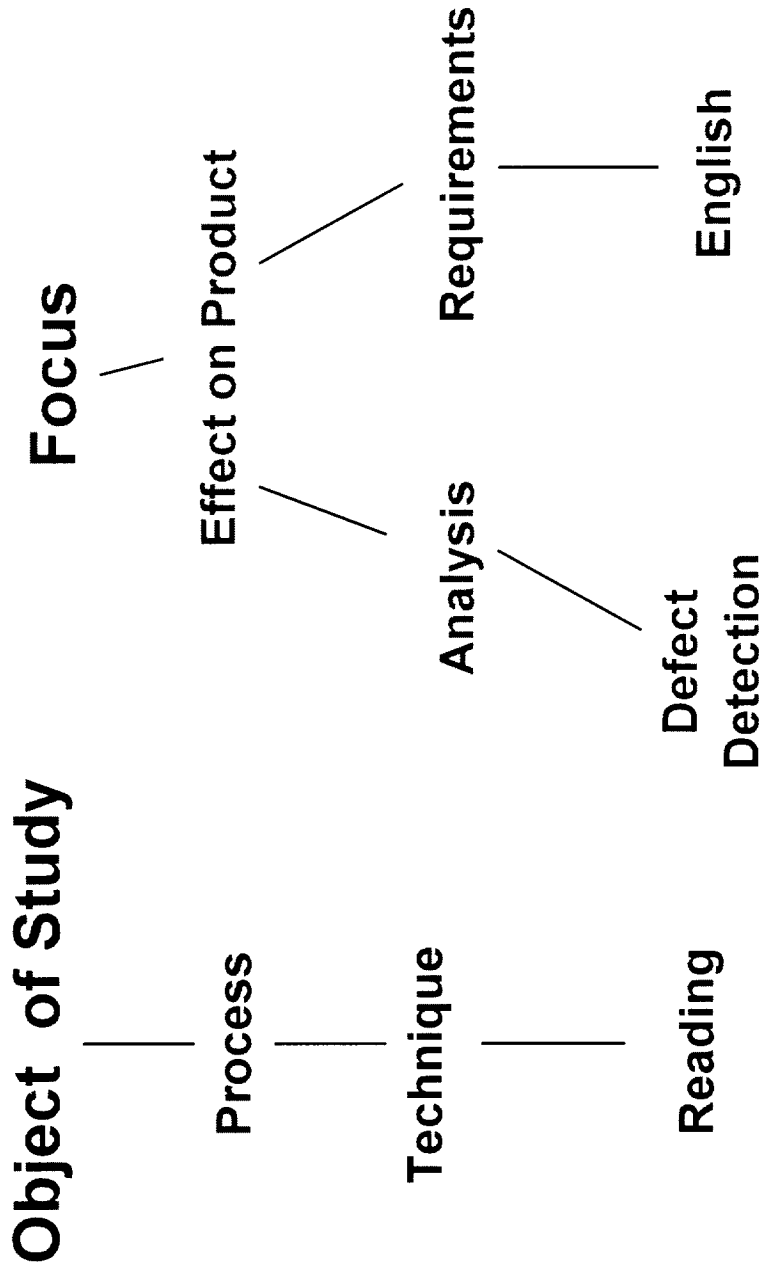 Object of Study
Focus
Process
Effect on Product
Technique
Analysis
Requirements
Reading
Defect
Detection
English